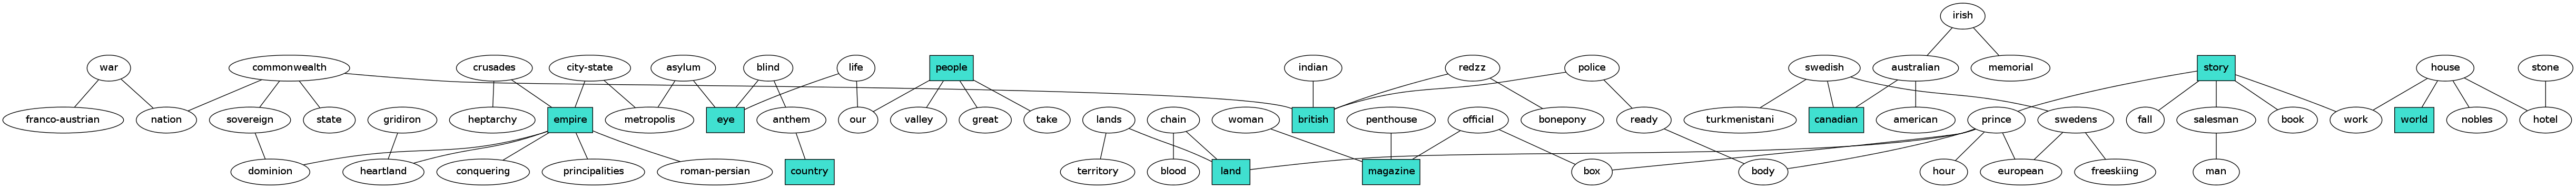 irish
war
commonwealth
crusades
city-state
asylum
blind
life
people
indian
redzz
police
swedish
australian
memorial
story
house
stone
franco-austrian
nation
sovereign
state
gridiron
heptarchy
empire
metropolis
eye
anthem
our
valley
great
take
lands
chain
woman
british
penthouse
official
bonepony
ready
turkmenistani
canadian
american
prince
swedens
fall
salesman
book
work
world
nobles
hotel
dominion
heartland
conquering
principalities
roman-persian
country
territory
blood
land
magazine
box
body
hour
european
freeskiing
man